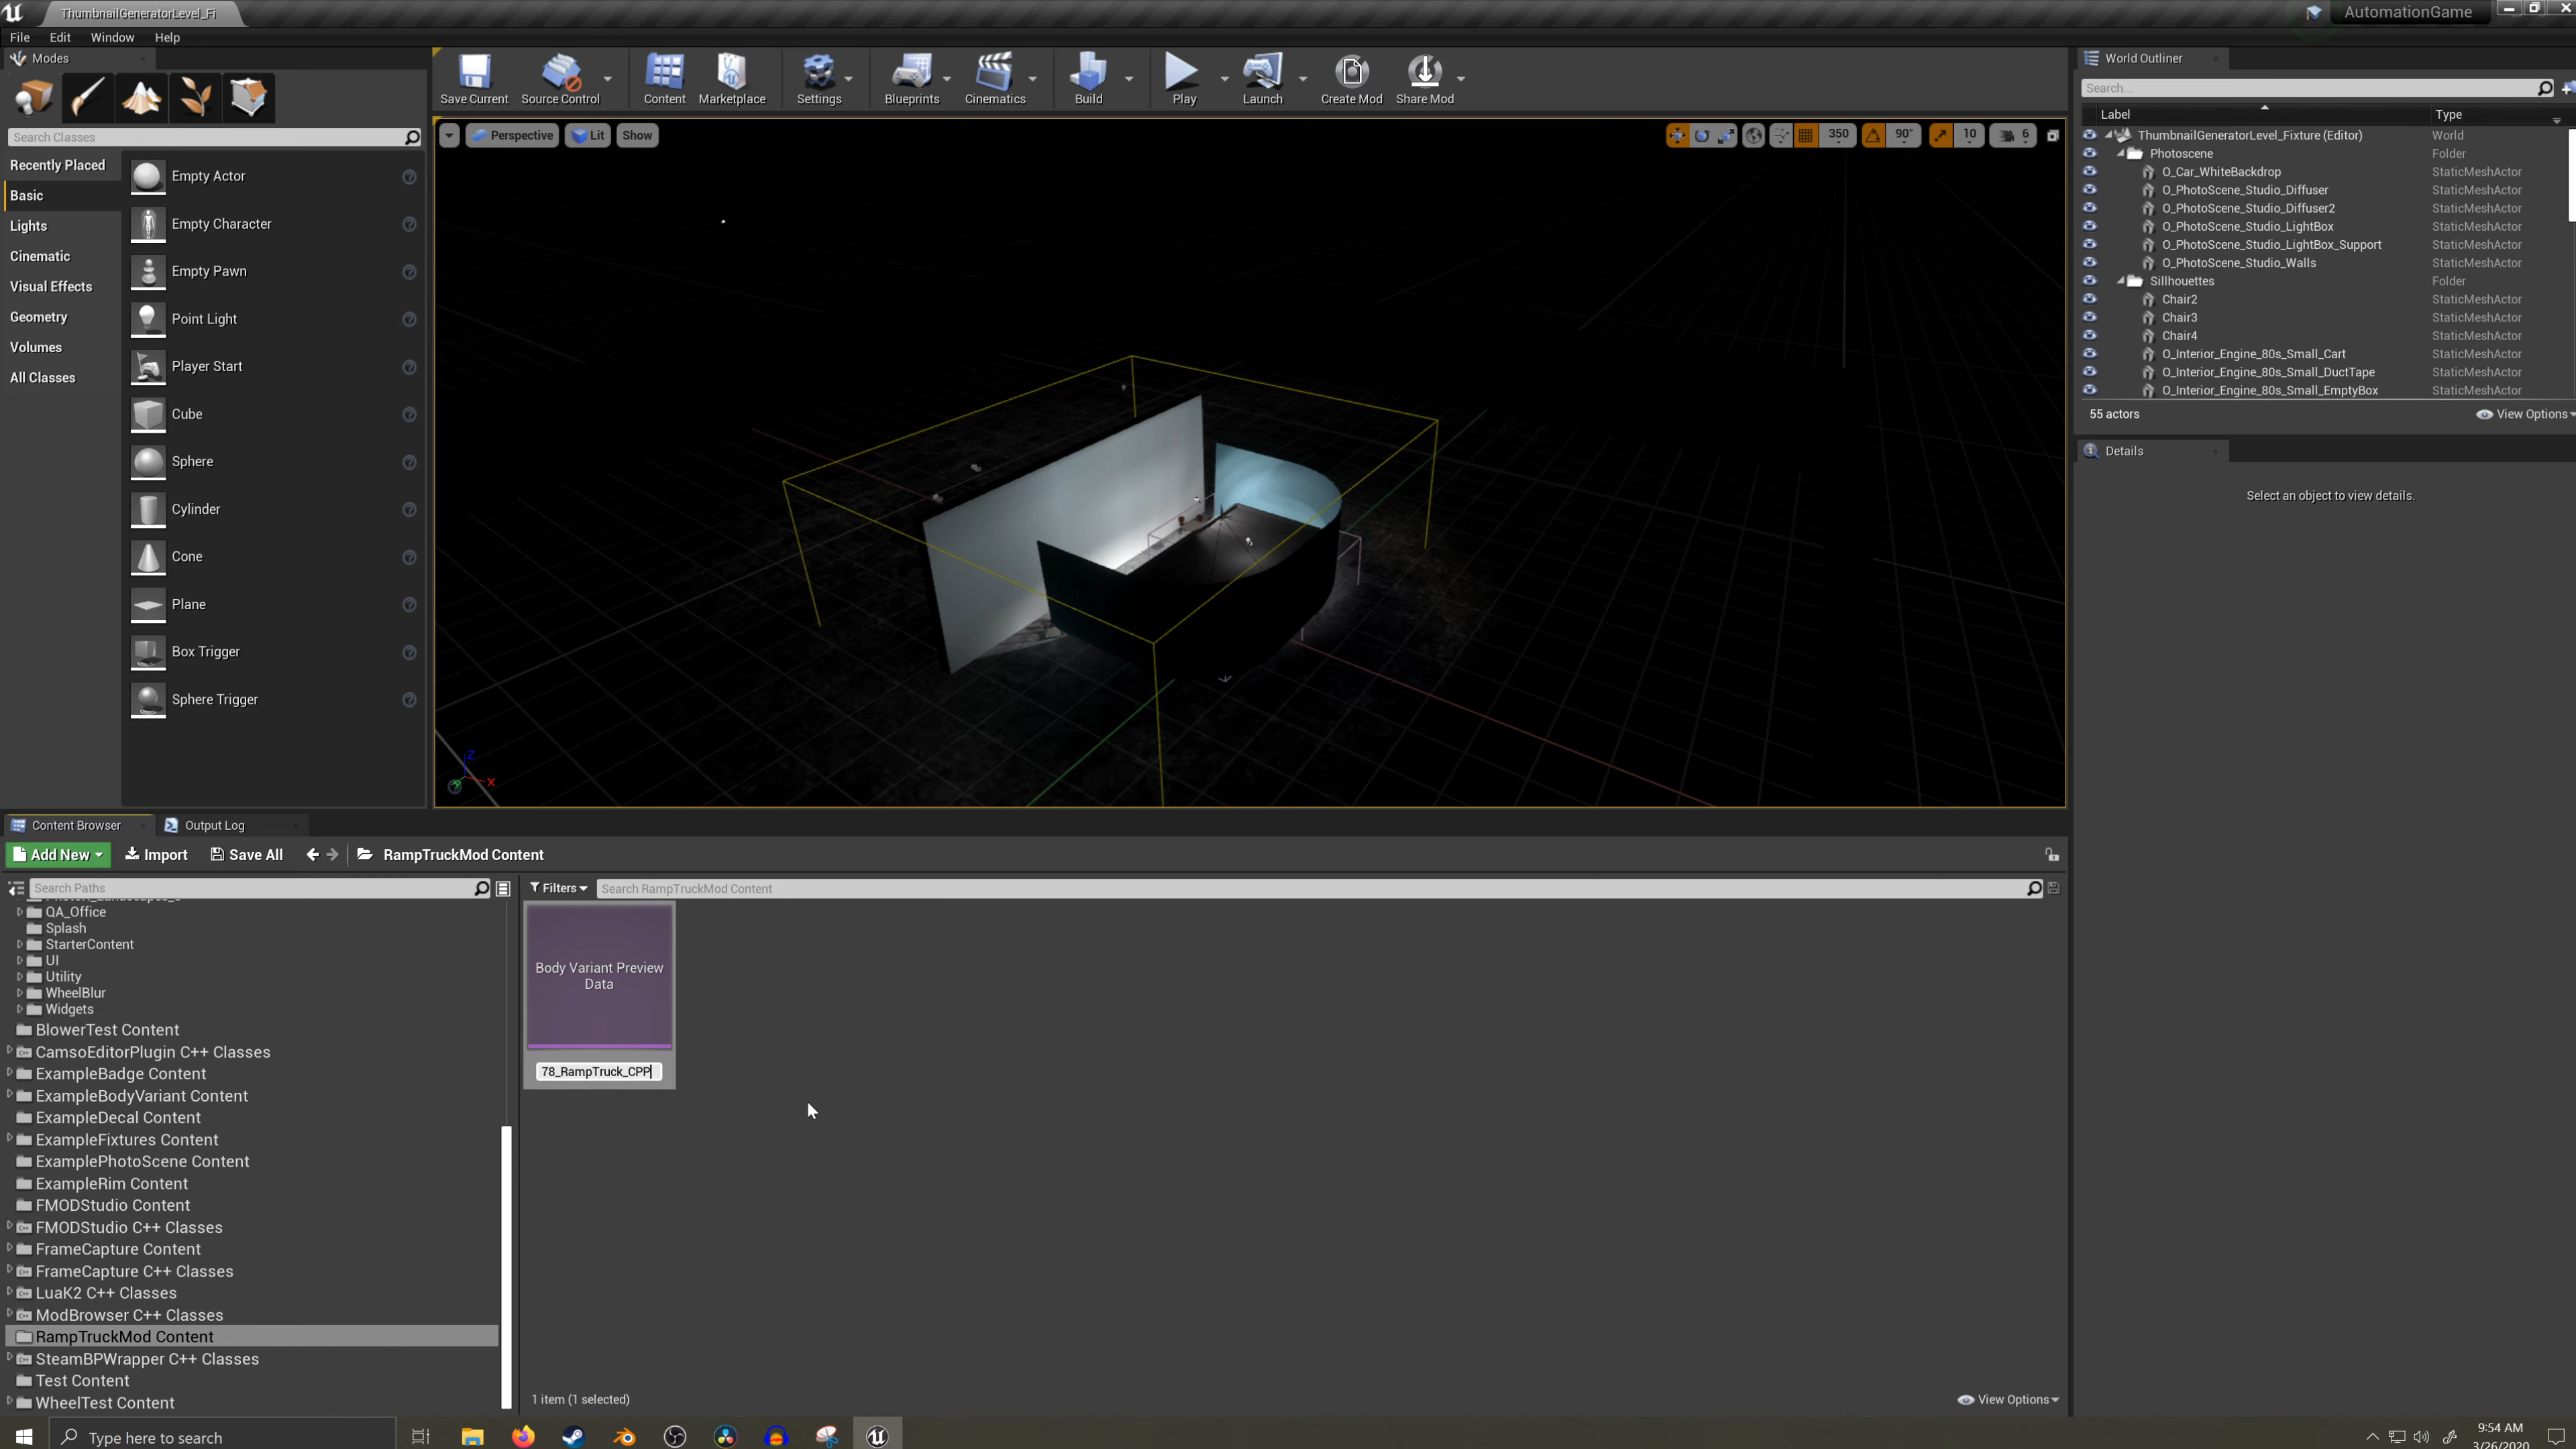 ThumbnailGeneratorLevel_Fi
AutomationGame
File Edit Window Help
Modes
Search Classes
Recently Placed
Basic
Lights
Cinematic
Visual Effects
Geometry
Volumes
All Classes
Empty Actor
Empty Character
Empty Pawn
Point Light
Player Start
Cube
Sphere
Cylinder
Cone
Plane
Box Trigger
Sphere Trigger
Save Current Source Control Content Marketplace Settings Blueprints Cinematics Build Play Launch Create Mod Share Mod
Perspective Lit Show 350 90° 10 6
Z
X
World Outliner
Search...
Label Type
ThumbnailGeneratorLevel_Fixture (Editor) World
Photoscene Folder
O_Car_WhiteBackdrop StaticMeshActor
O_PhotoScene_Studio_Diffuser StaticMeshActor
O_PhotoScene_Studio_Diffuser2 StaticMeshActor
O_PhotoScene_Studio_LightBox StaticMeshActor
O_PhotoScene_Studio_LightBox_Support StaticMeshActor
O_PhotoScene_Studio_Walls StaticMeshActor
Sillhouettes Folder
Chair2 StaticMeshActor
Chair3 StaticMeshActor
Chair4 StaticMeshActor
O_Interior_Engine_80s_Small_Cart StaticMeshActor
O_Interior_Engine_80s_Small_DuctTape StaticMeshActor
O_Interior_Engine_80s_Small_EmptyBox StaticMeshActor
55 actors View Options
Details
Select an object to view details.
Content Browser Output Log
Add New Import Save All RampTruckMod Content
Search Paths
QA_Office
Splash
StarterContent
UI
Utility
WheelBlur
Widgets
BlowerTest Content
CamsoEditorPlugin C++ Classes
ExampleBadge Content
ExampleBodyVariant Content
ExampleDecal Content
ExampleFixtures Content
ExamplePhotoScene Content
ExampleRim Content
FMODStudio Content
FMODStudio C++ Classes
FrameCapture Content
FrameCapture C++ Classes
LuaK2 C++ Classes
ModBrowser C++ Classes
RampTruckMod Content
SteamBPWrapper C++ Classes
Test Content
WheelTest Content
Filters Search RampTruckMod Content
Body Variant Preview
Data
78_RampTruck_CPP
1 item (1 selected) View Options
Type here to search
9:54 AM
3/26/2020